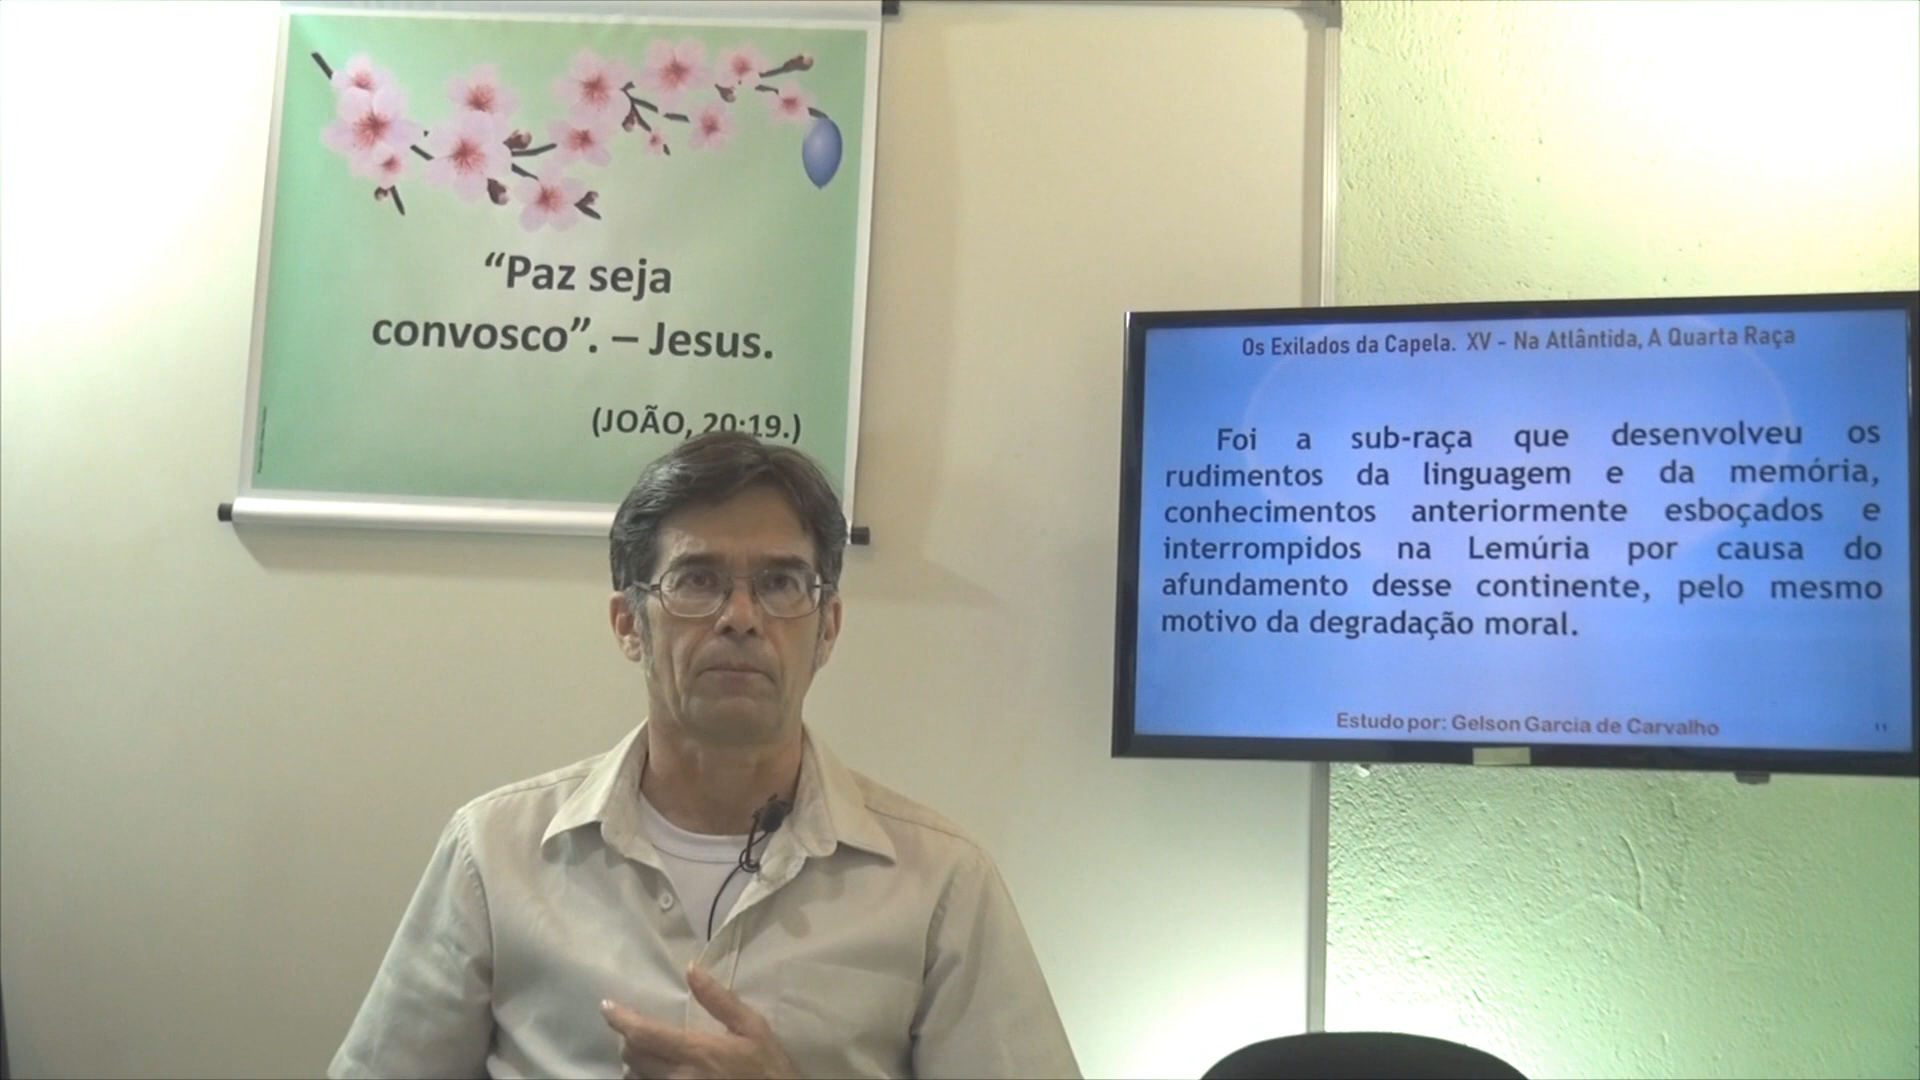 “Paz seja
convosco”. – Jesus.
(JOÃO, 20:19.)
Os Exilados da Capela. XV - Na Atlântida, A Quarta Raça
Foi a sub-raça que desenvolveu os
rudimentos da linguagem e da memória,
conhecimentos anteriormente esboçados e
interrompidos na Lemúria por causa do
afundamento desse continente, pelo mesmo
motivo da degradação moral.
Estudo por: Gelson Garcia de Carvalho
11